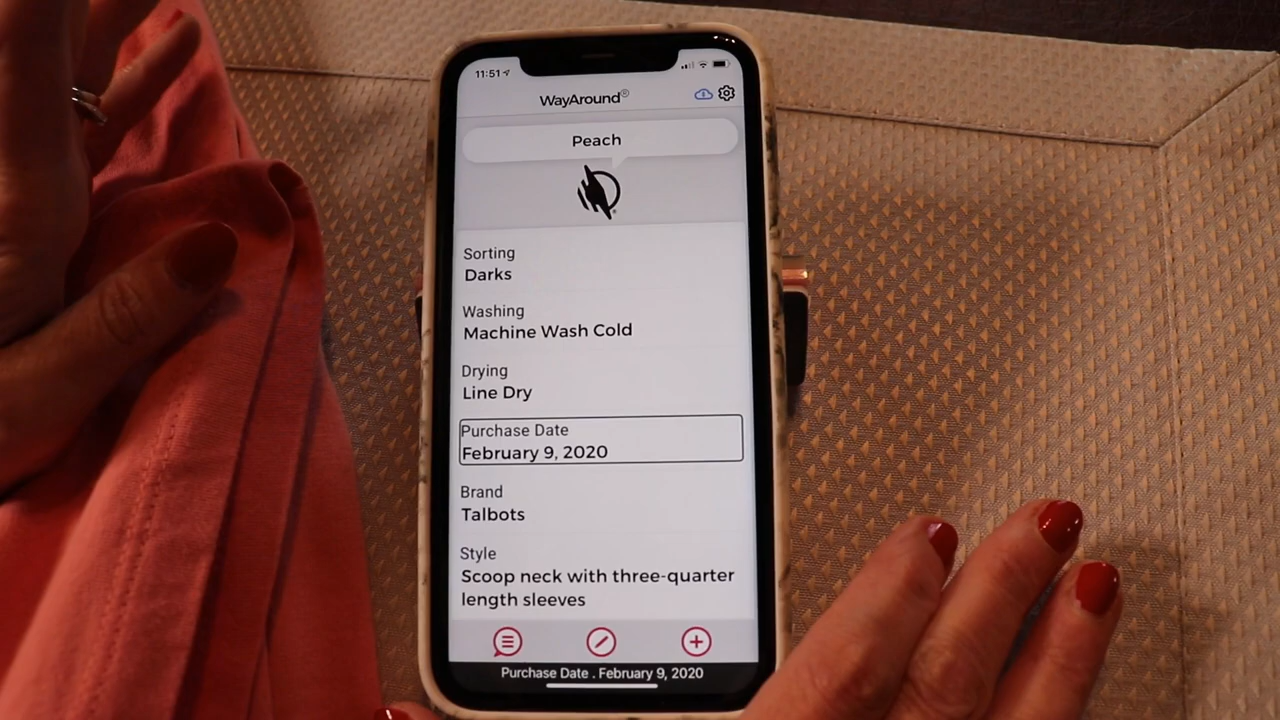 11:51
WayAround®
Peach
Sorting
Darks
Washing
Machine Wash Cold
Drying
Line Dry
Purchase Date
February 9, 2020
Brand
Talbots
Style
Scoop neck with three-quarter
length sleeves
Purchase Date . February 9, 2020